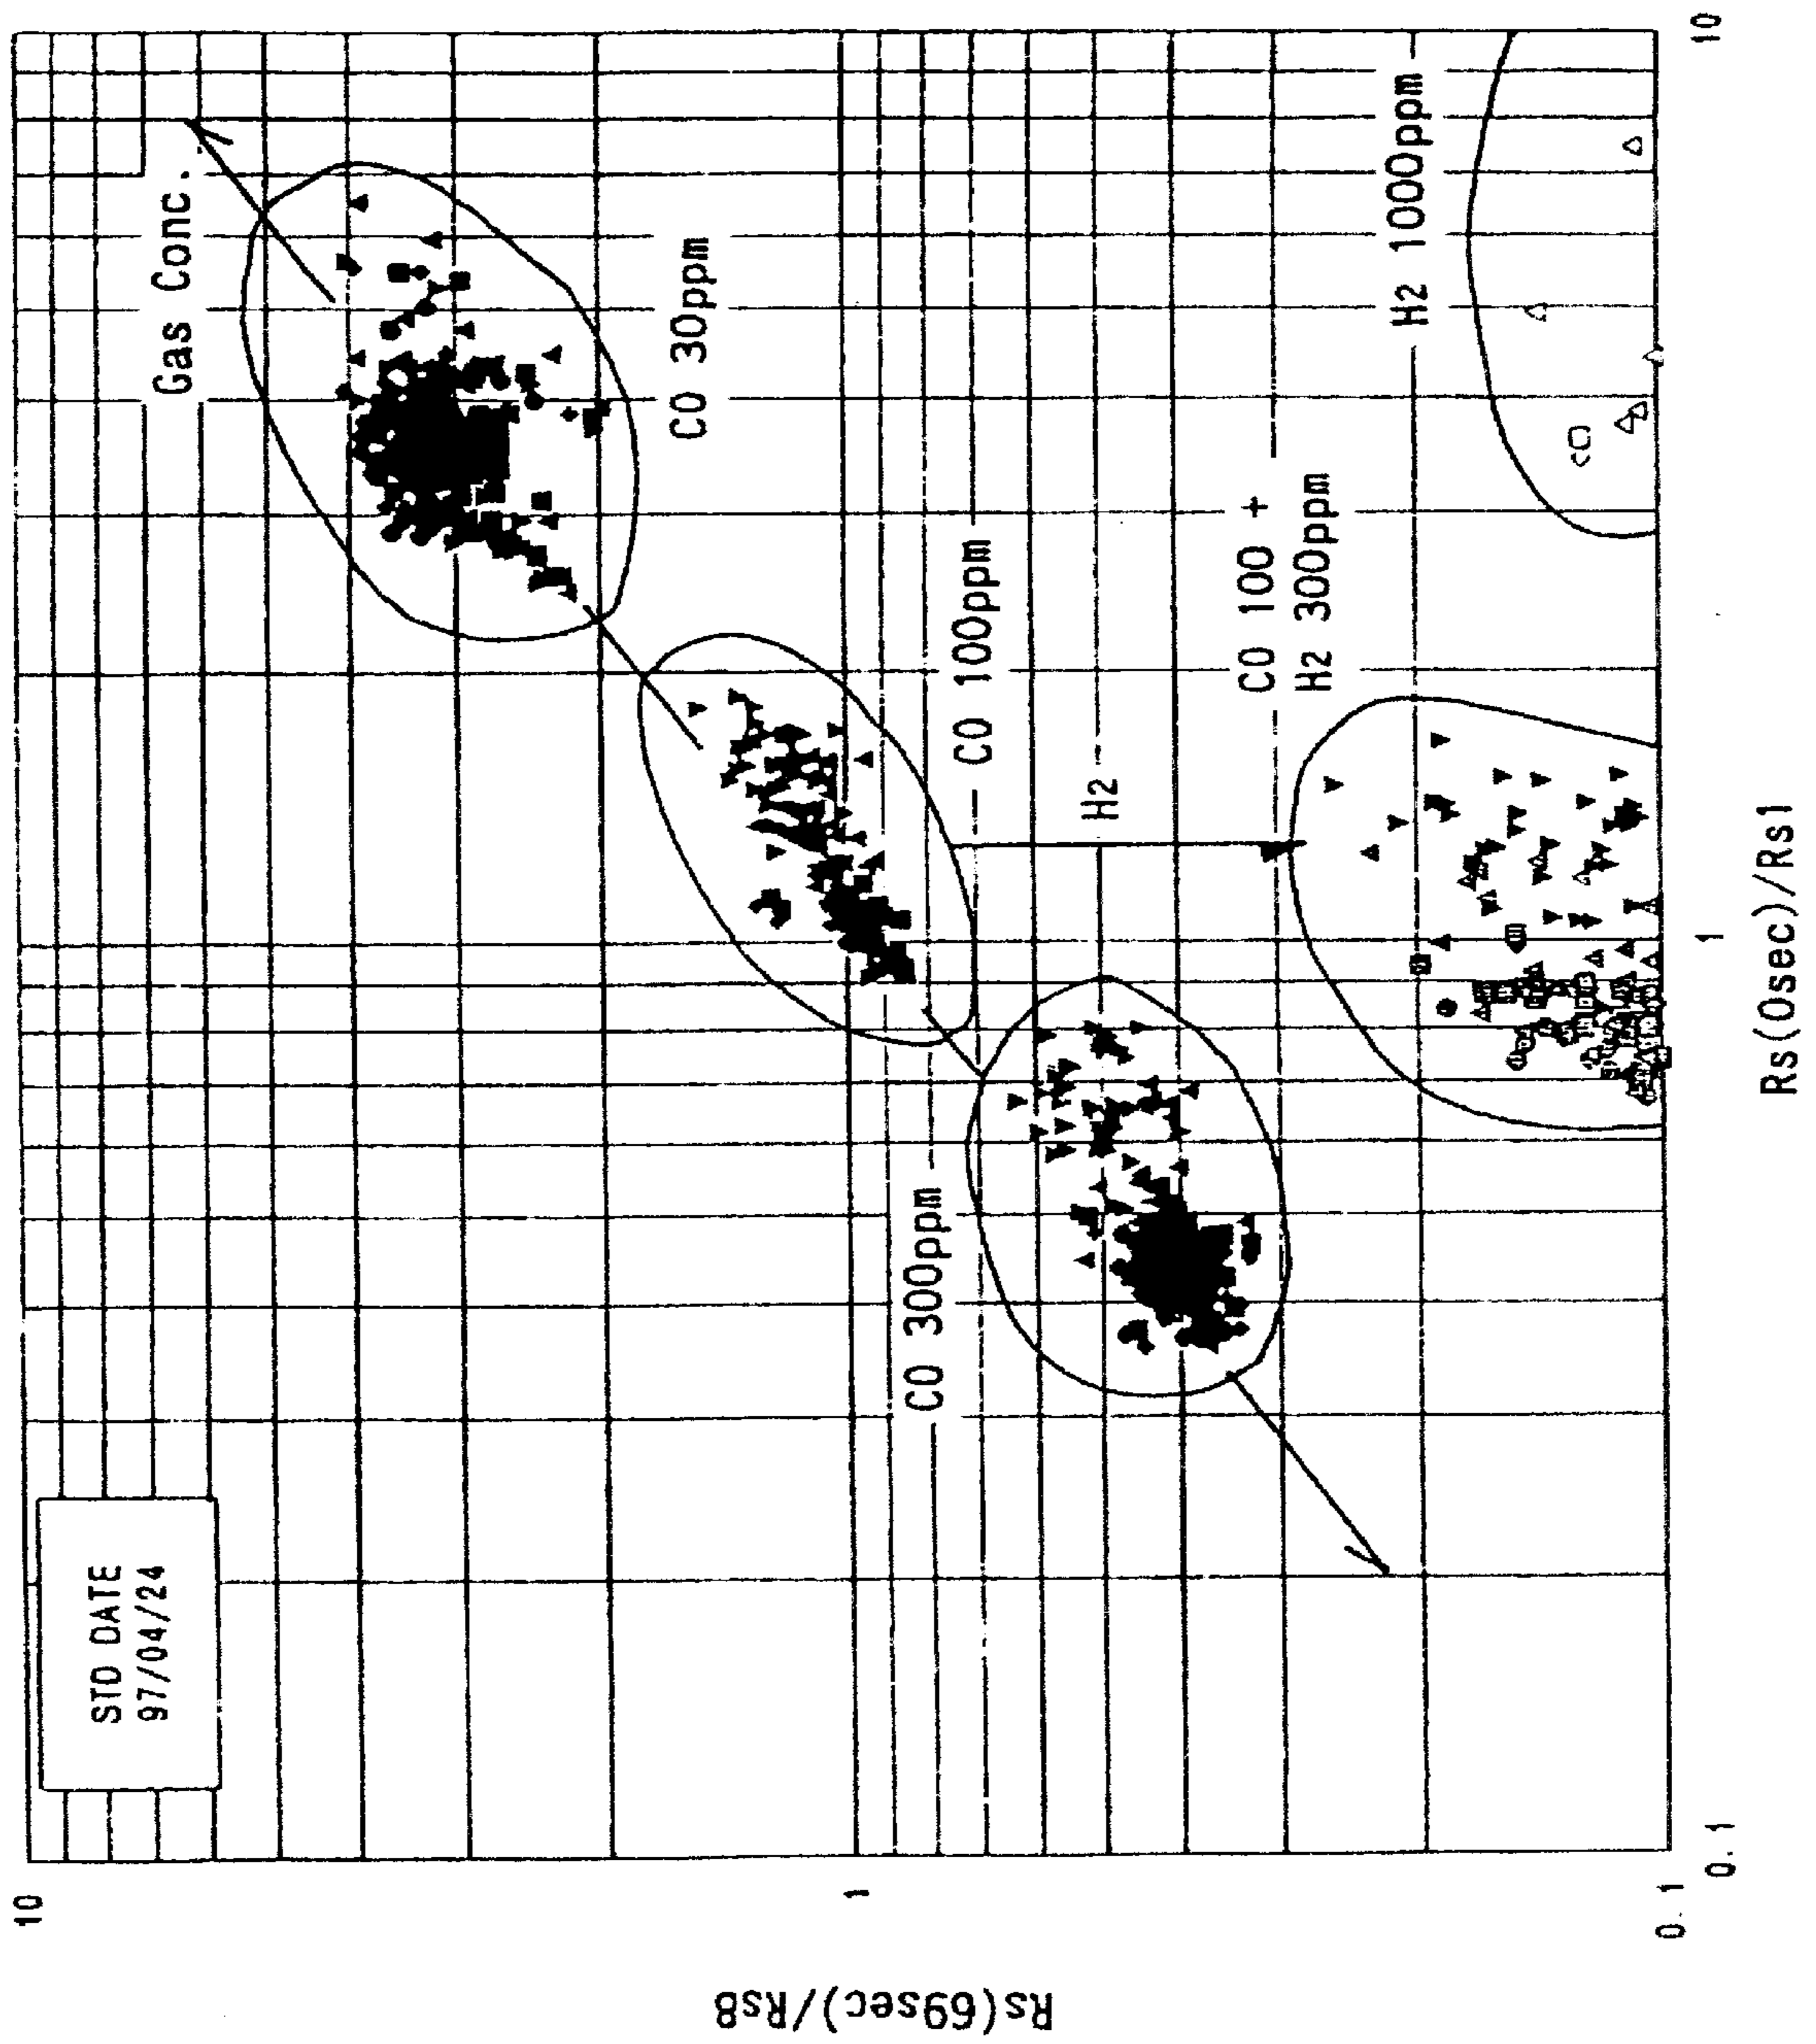 STD DATE
97/04/24
Gas Conc.
CO 30ppm
CO 100ppm
CO 300ppm
H2
CO 100 +
H2 300ppm
H2 1000ppm
10
1
0.1
Rs(69sec)/Rs8
0.1
1
10
Rs(0sec)/Rs1